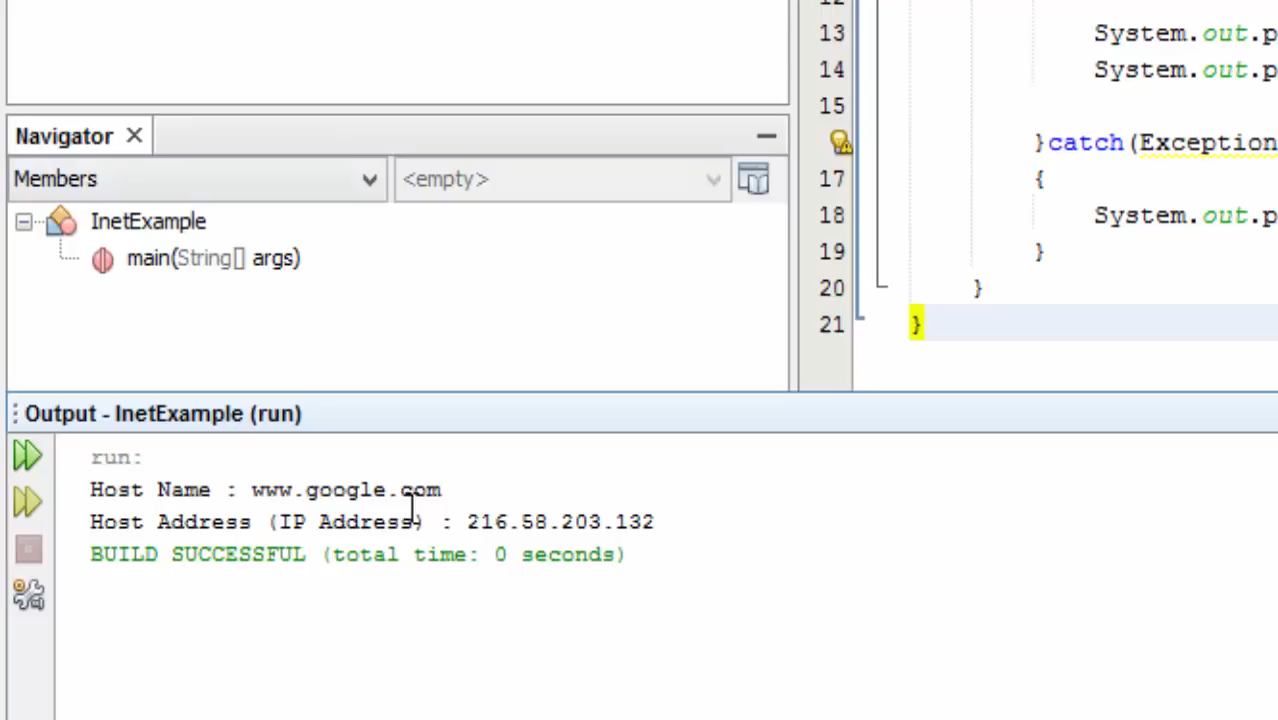 12
13 System.out.p
14 System.out.p
15
}catch(Exception
17 {
18 System.out.p
19 }
20 }
21 }
Navigator
Members
<empty>
InetExample
main(String[] args)
Output - InetExample (run)
run:
Host Name : www.google.com
Host Address (IP Address) : 216.58.203.132
BUILD SUCCESSFUL (total time: 0 seconds)